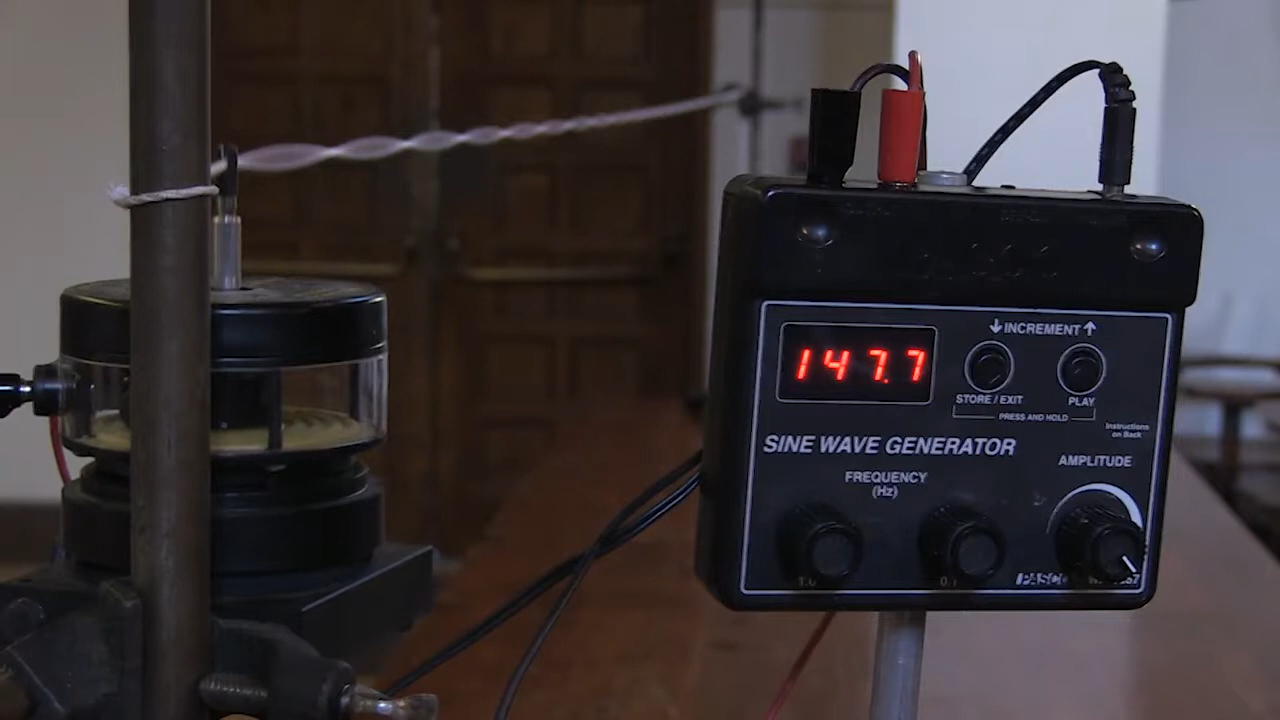 ↓INCREMENT↑
147.7
STORE / EXIT
PLAY
PRESS AND HOLD
Instructions
on Back
SINE WAVE GENERATOR
AMPLITUDE
FREQUENCY
(Hz)
1.0
0.1
PASCO